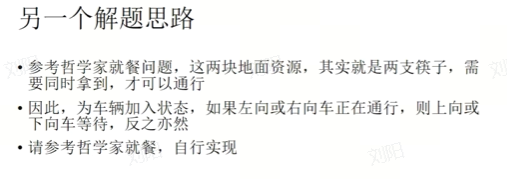 另一个解题思路
• 参考哲学家就餐问题，这两块地面资源，其实就是两支筷子，需
要同时拿到，才可以通行
• 因此，为车辆加入状态，如果左向或右向车正在通行，则上向或
下向车等待，反之亦然
• 请参考哲学家就餐，自行实现
刘阳
刘阳